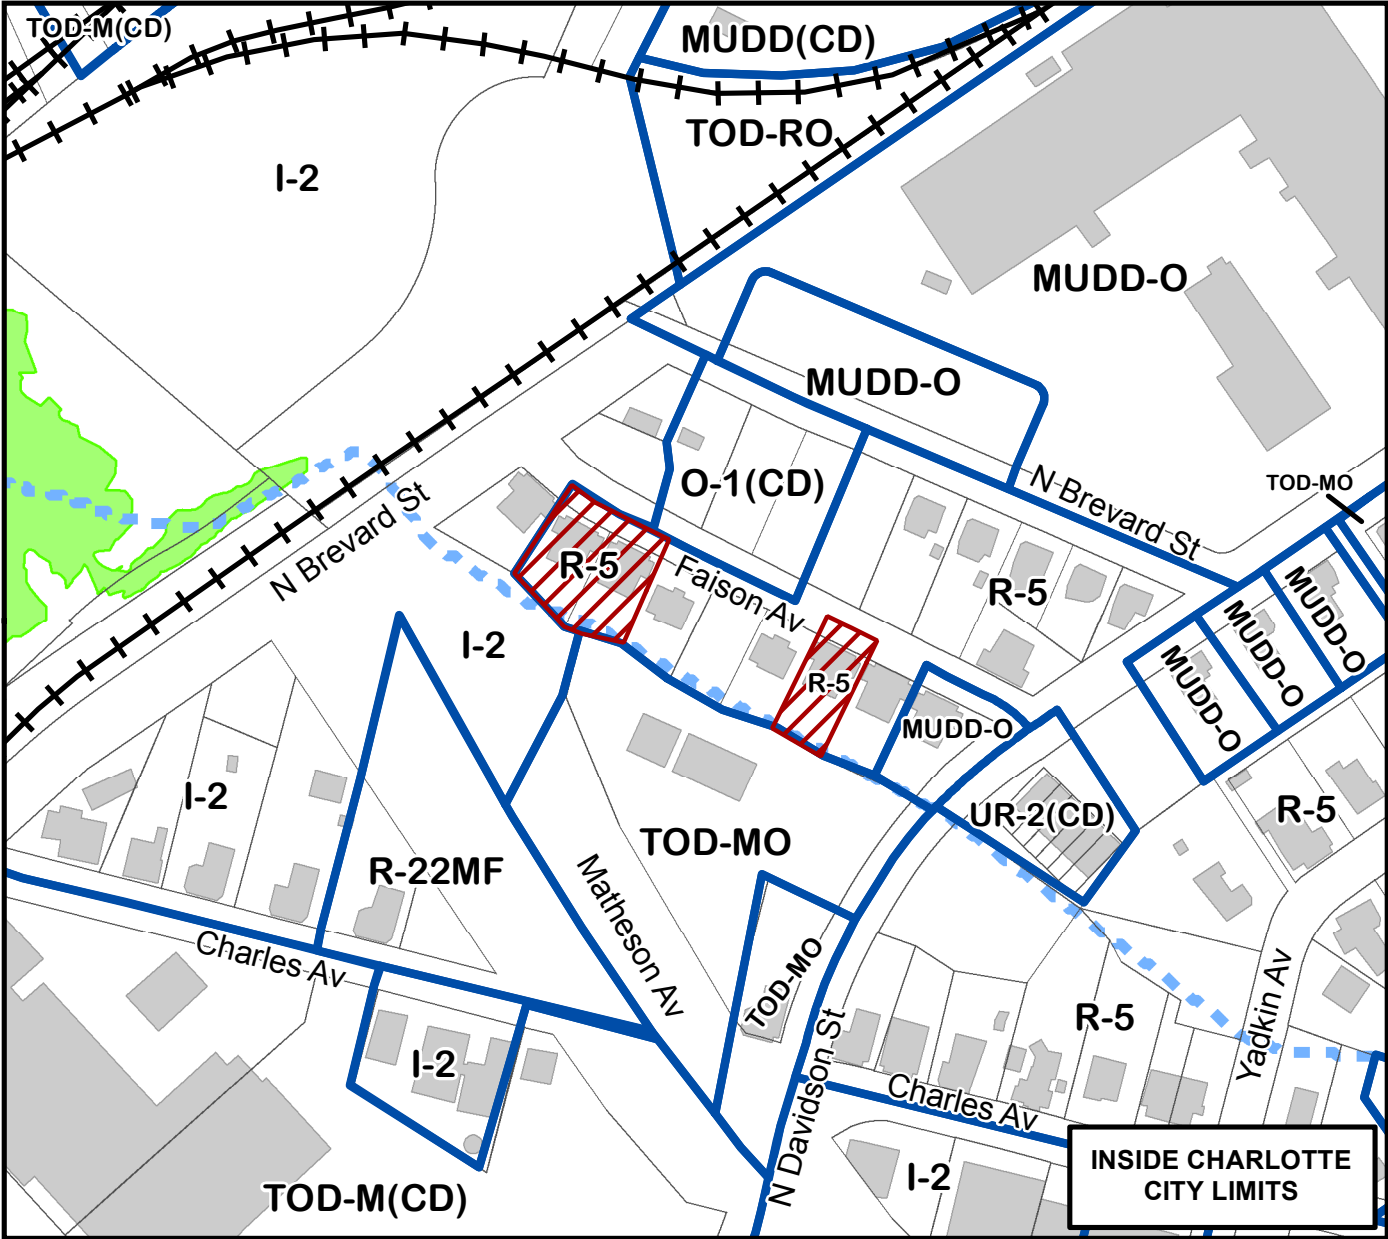 TOD-M(CD)
MUDD(CD)
TOD-RO
I-2
MUDD-O
MUDD-O
O-1(CD)
N Brevard St
TOD-MO
N Brevard St
R-5
Faison Av
R-5
MUDD-O
MUDD-O
MUDD-O
I-2
R-5
MUDD-O
I-2
UR-2(CD)
R-5
TOD-MO
R-22MF
Matheson Av
Charles Av
TOD-MO
R-5
Yadkin Av
I-2
N Davidson St
Charles Av
INSIDE CHARLOTTE
CITY LIMITS
I-2
TOD-M(CD)